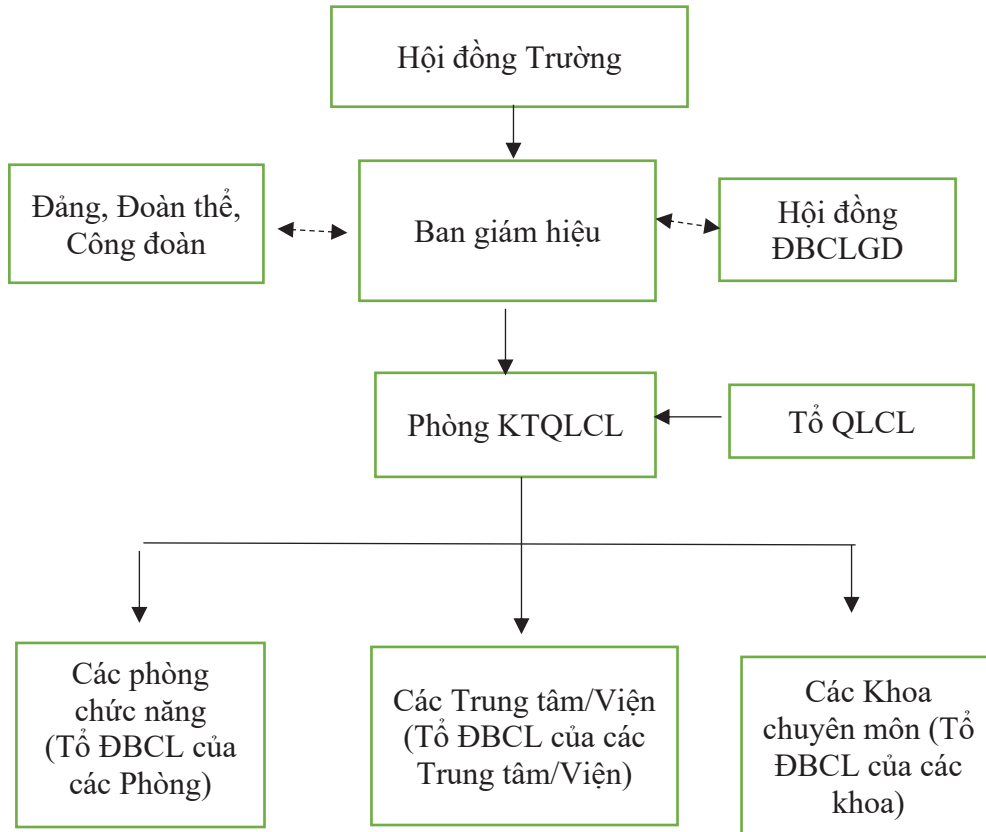 Hội đồng Trường
Đảng, Đoàn thể,
Công đoàn
Ban giám hiệu
Hội đồng
ĐBCLGD
Phòng KTQLCL
Tổ QLCL
Các phòng
chức năng
(Tổ ĐBCL của
các Phòng)
Các Trung tâm/Viện
(Tổ ĐBCL của các
Trung tâm/Viện)
Các Khoa
chuyên môn (Tổ
ĐBCL của các
khoa)